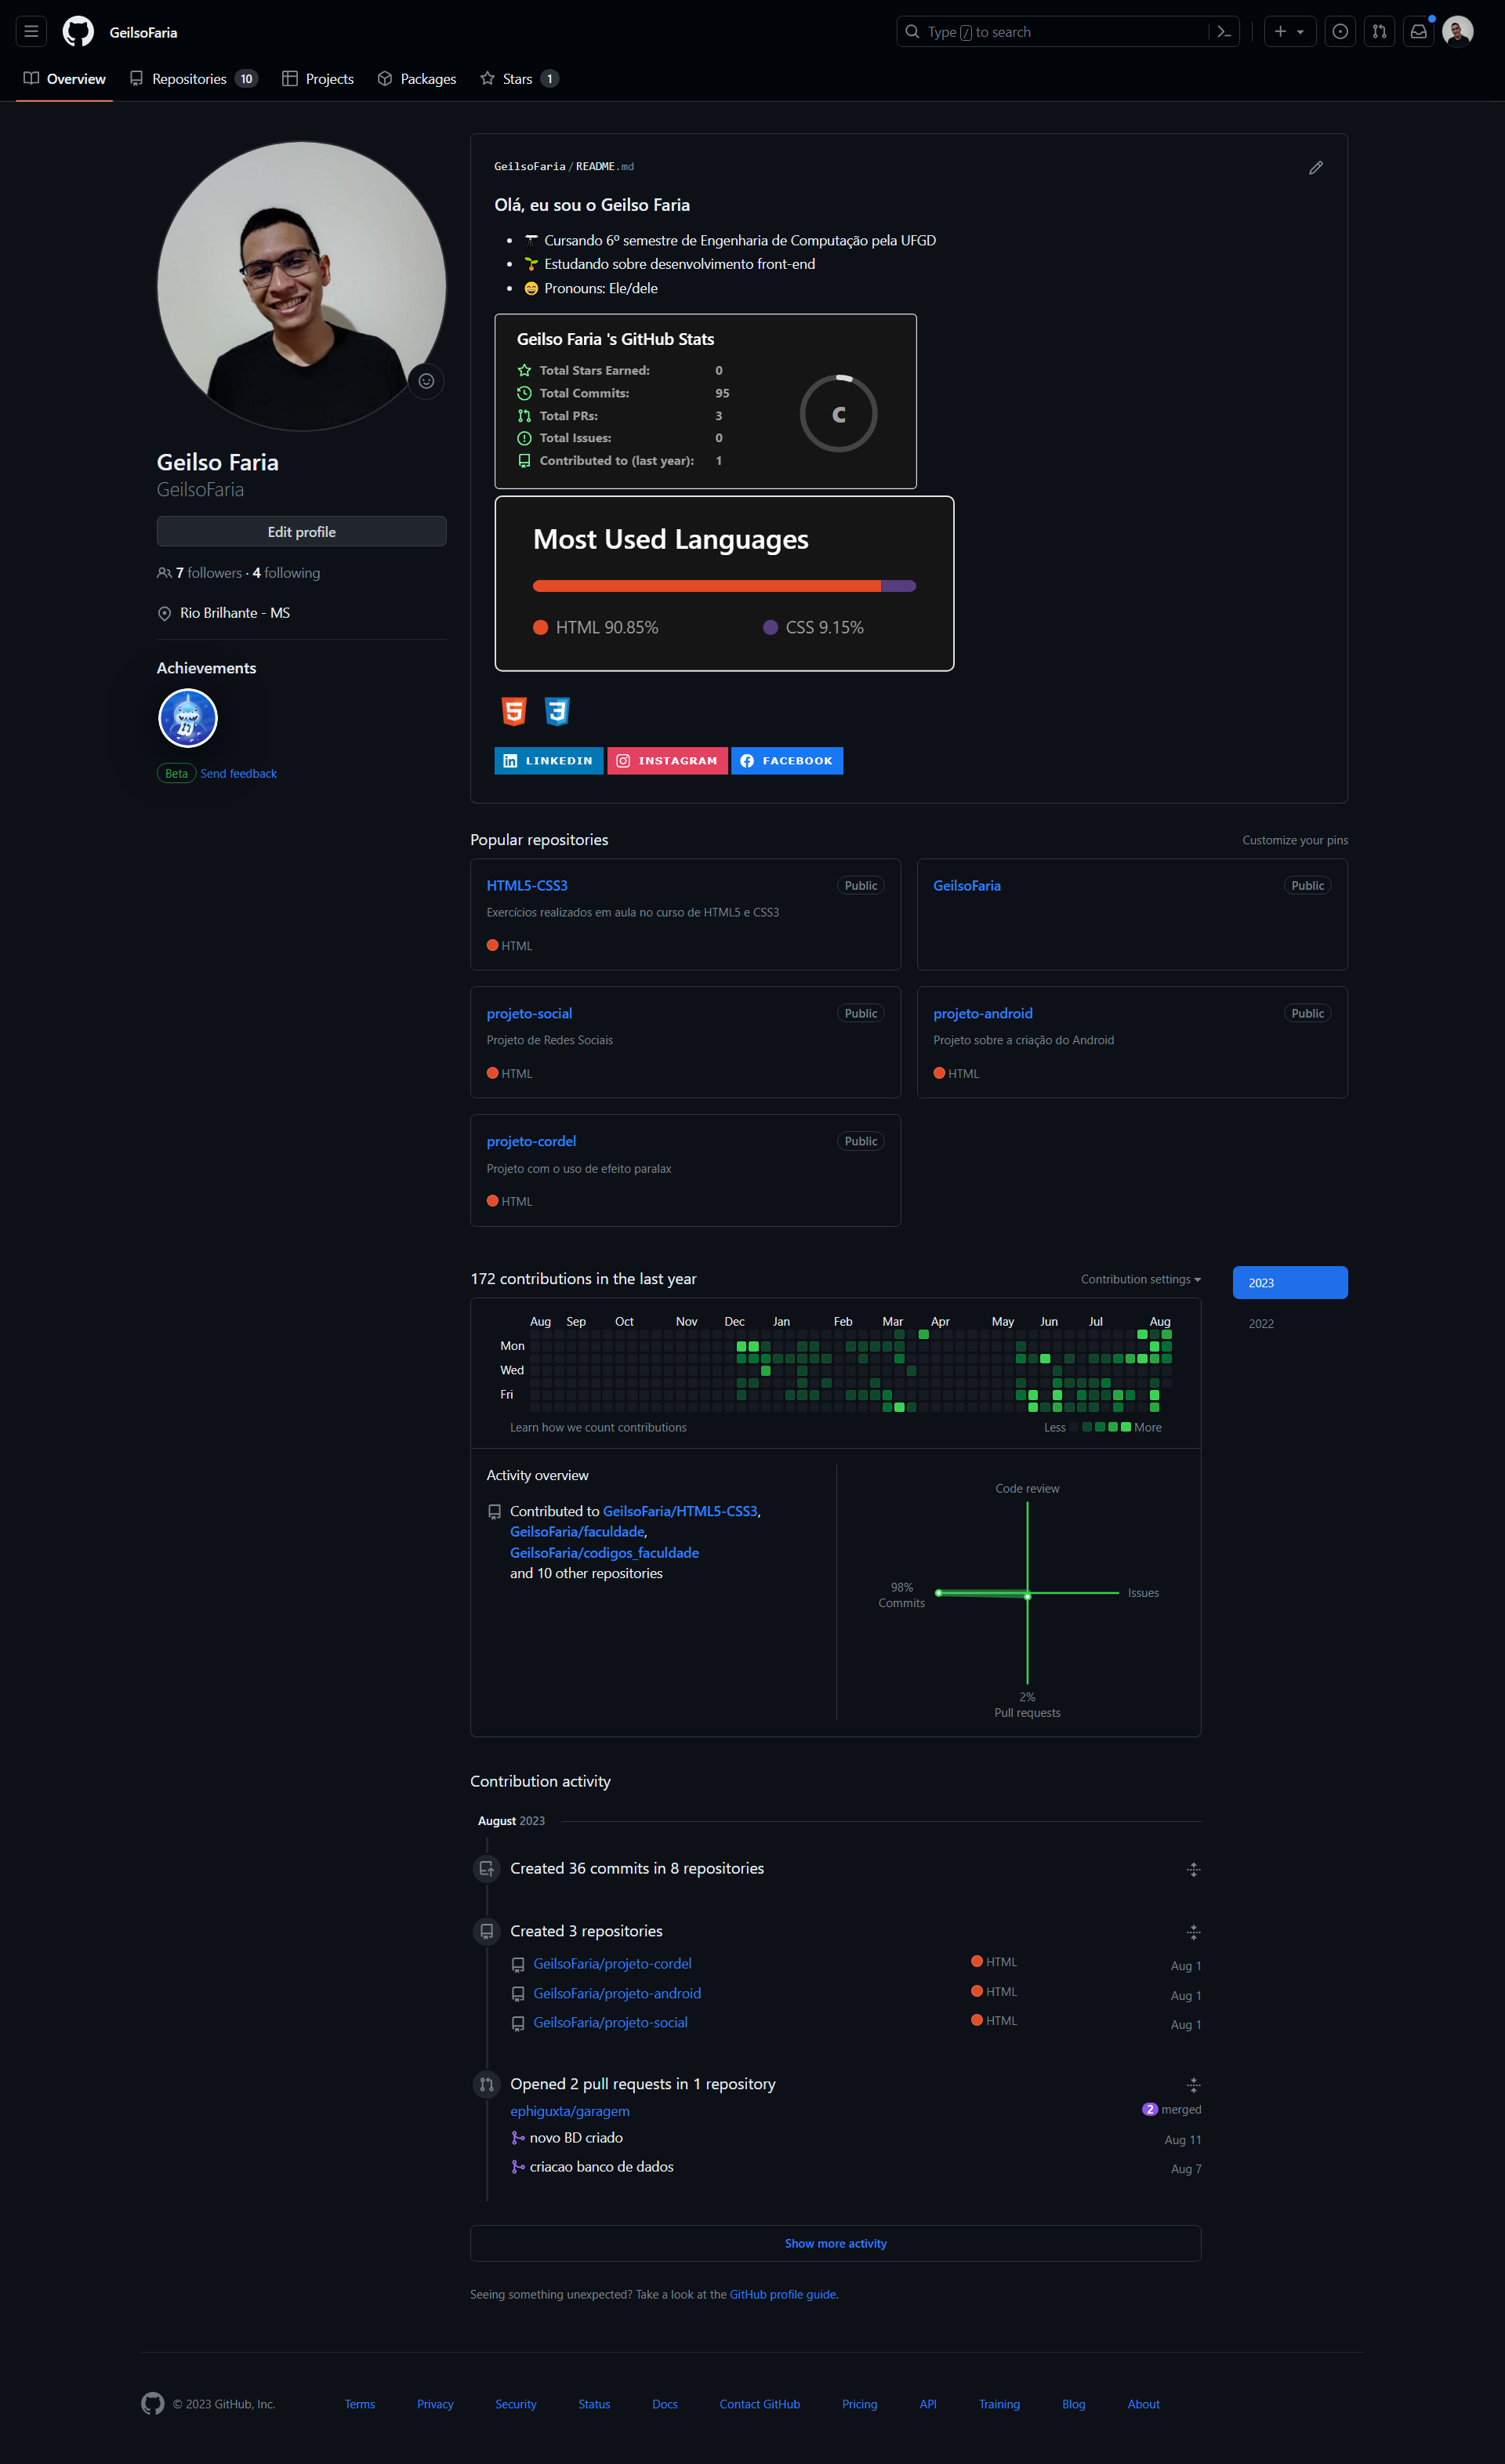 GeilsoFaria
Type / to search
Overview Repositories 10 Projects Packages Stars 1
GeilsoFaria/README.md
Olá, eu sou o Geilso Faria
Cursando 6º semestre de Engenharia de Computação pela UFGD
Estudando sobre desenvolvimento front-end
Pronouns: Ele/dele
Geilso Faria 's GitHub Stats
Total Stars Earned: 0
Total Commits: 95
Total PRs: 3
Total Issues: 0
Contributed to (last year): 1
C
Most Used Languages
HTML 90.85% CSS 9.15%
5 3
LINKEDIN INSTAGRAM FACEBOOK
Geilso Faria
GeilsoFaria
Edit profile
7 followers · 4 following
Rio Brilhante - MS
Achievements
Beta Send feedback
Popular repositories Customize your pins
HTML5-CSS3 Public
Exercícios realizados em aula no curso de HTML5 e CSS3
HTML
GeilsoFaria Public
projeto-social Public
Projeto de Redes Sociais
HTML
projeto-android Public
Projeto sobre a criação do Android
HTML
projeto-cordel Public
Projeto com o uso de efeito paralax
HTML
172 contributions in the last year Contribution settings
2023
2022
Aug Sep Oct Nov Dec Jan Feb Mar Apr May Jun Jul Aug
Mon
Wed
Fri
Learn how we count contributions Less More
Activity overview
Contributed to GeilsoFaria/HTML5-CSS3,
GeilsoFaria/faculdade,
GeilsoFaria/codigos_faculdade
and 10 other repositories
Code review
98%
Commits
Issues
2%
Pull requests
Contribution activity
August 2023
Created 36 commits in 8 repositories
Created 3 repositories
GeilsoFaria/projeto-cordel HTML Aug 1
GeilsoFaria/projeto-android HTML Aug 1
GeilsoFaria/projeto-social HTML Aug 1
Opened 2 pull requests in 1 repository
ephiguxta/garagem 2 merged
novo BD criado Aug 11
criacao banco de dados Aug 7
Show more activity
Seeing something unexpected? Take a look at the GitHub profile guide.
© 2023 GitHub, Inc. Terms Privacy Security Status Docs Contact GitHub Pricing API Training Blog About